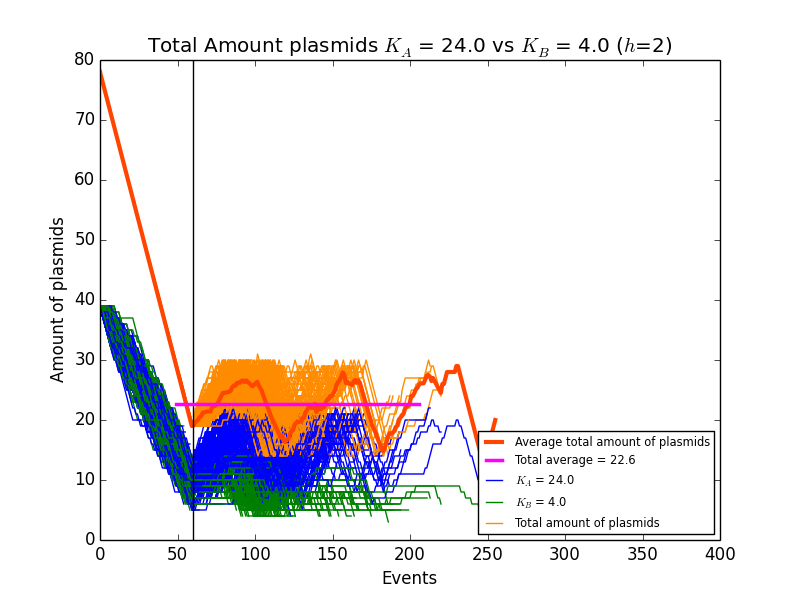 Total Amount plasmids K_A = 24.0 vs K_B = 4.0 (h=2)
80
70
60
50
40
30
20
10
0
Amount of plasmids
Average total amount of plasmids
Total average = 22.6
K_A = 24.0
K_B = 4.0
Total amount of plasmids
0 50 100 150 200 250 300 350 400
Events